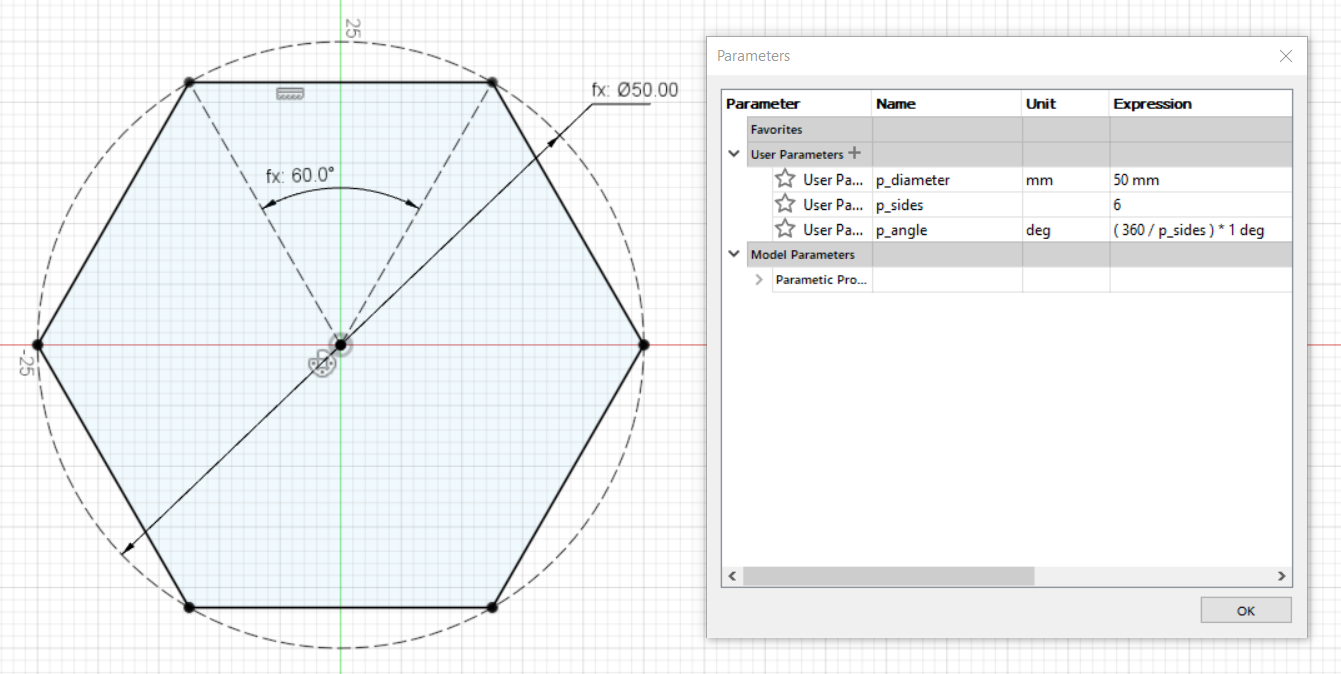 25
fx: Ø50.00
fx: 60.0°
-25
Parameters
Parameter Name Unit Expression
Favorites
User Parameters +
User Pa... p_diameter mm 50 mm
User Pa... p_sides 6
User Pa... p_angle deg ( 360 / p_sides ) * 1 deg
Model Parameters
Parametic Pro...
OK